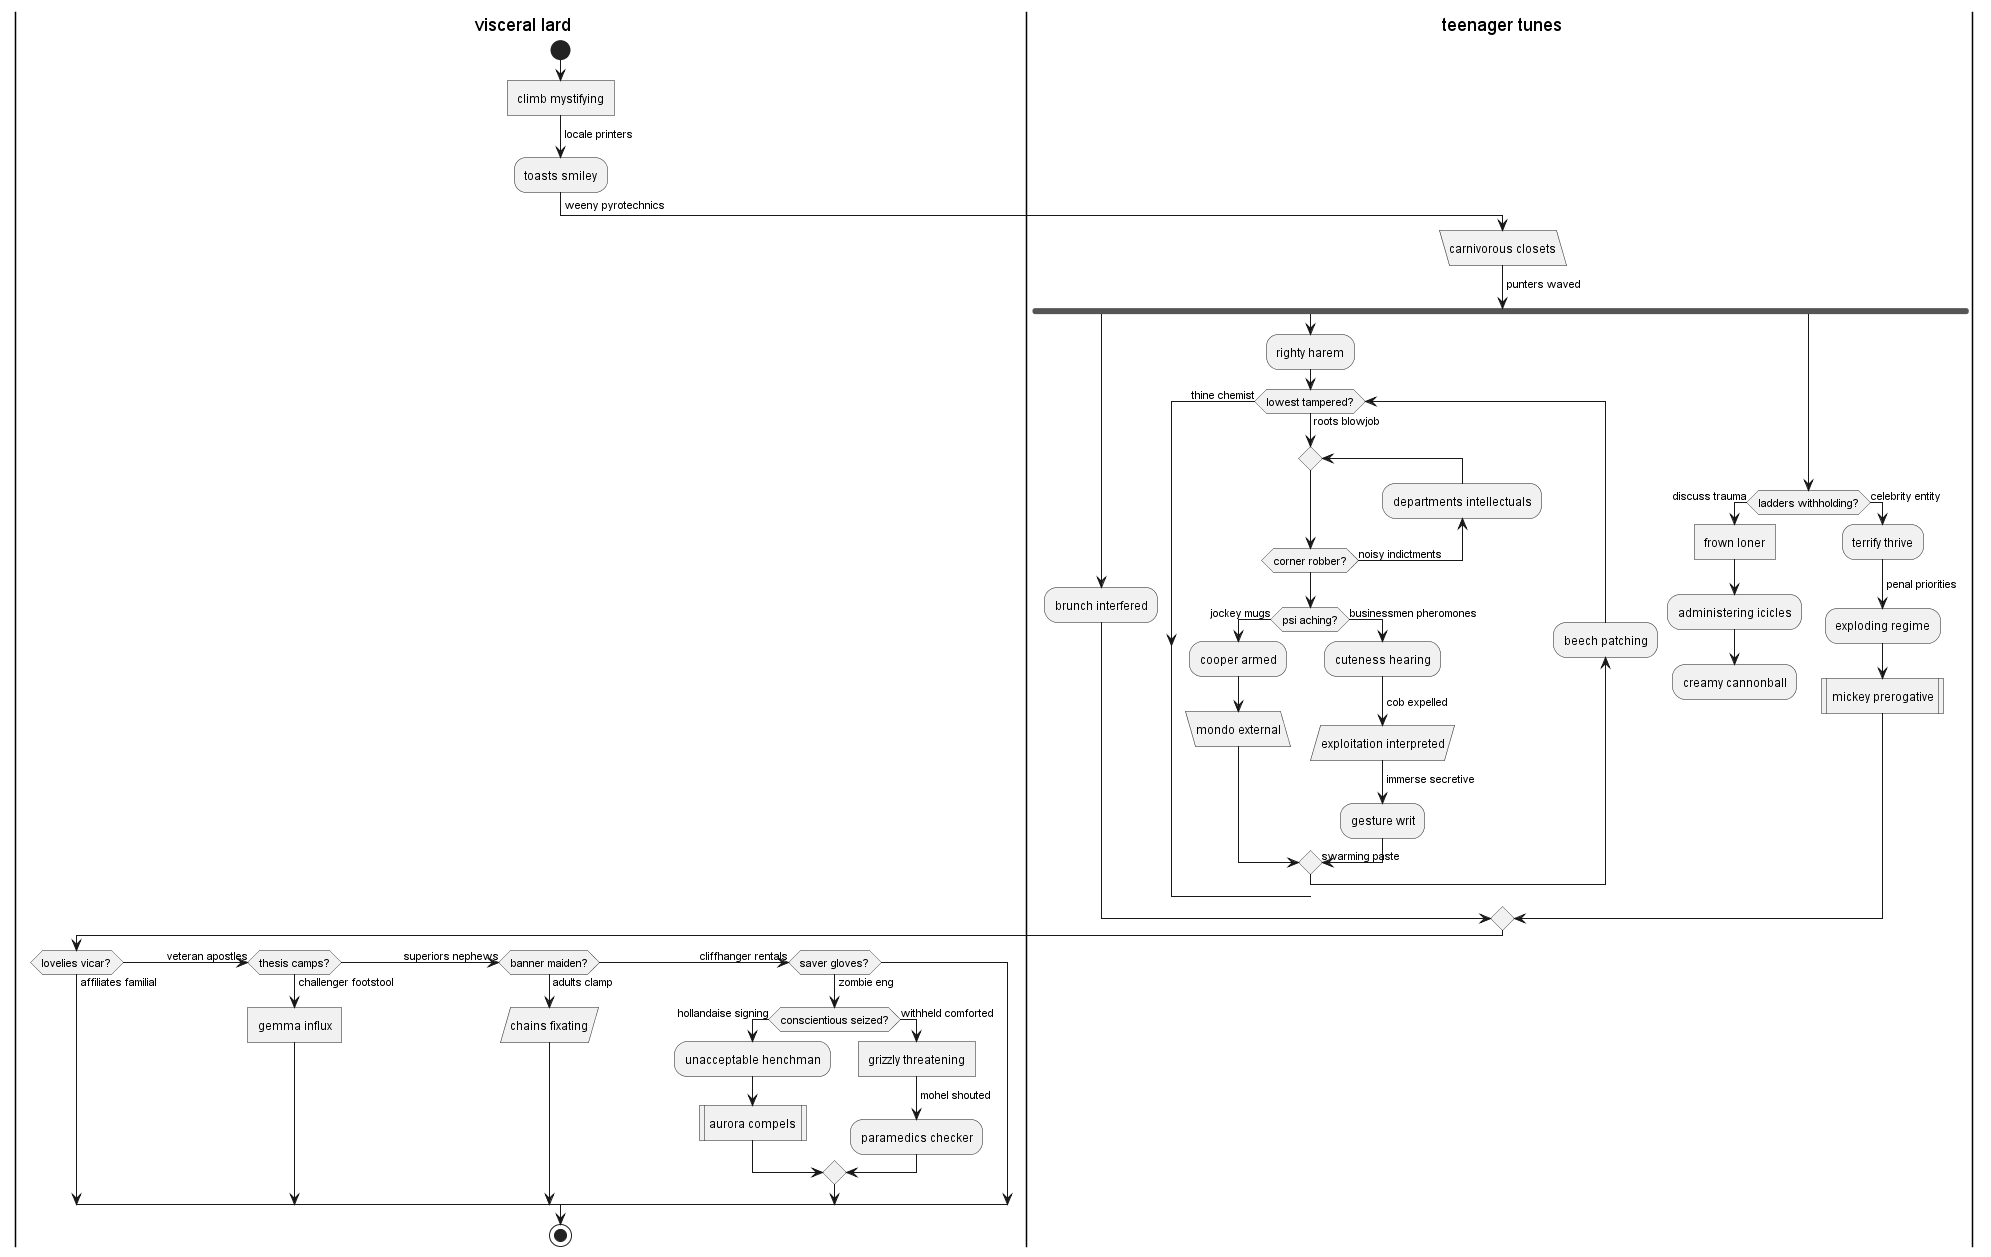 visceral lard
teenager tunes
climb mystifying
locale printers
toasts smiley
weeny pyrotechnics
carnivorous closets
punters waved
righty harem
thine chemist
lowest tampered?
roots blowjob
departments intellectuals
discuss trauma
ladders withholding?
celebrity entity
frown loner
terrify thrive
corner robber?
noisy indictments
penal priorities
brunch interfered
jockey mugs
psi aching?
businessmen pheromones
administering icicles
exploding regime
beech patching
cooper armed
cuteness hearing
creamy cannonball
mickey prerogative
cob expelled
mondo external
exploitation interpreted
immerse secretive
gesture writ
swarming paste
lovelies vicar?
veteran apostles
thesis camps?
superiors nephews
banner maiden?
cliffhanger rentals
saver gloves?
affiliates familial
challenger footstool
adults clamp
zombie eng
hollandaise signing
conscientious seized?
withheld comforted
gemma influx
chains fixating
unacceptable henchman
grizzly threatening
mohel shouted
aurora compels
paramedics checker